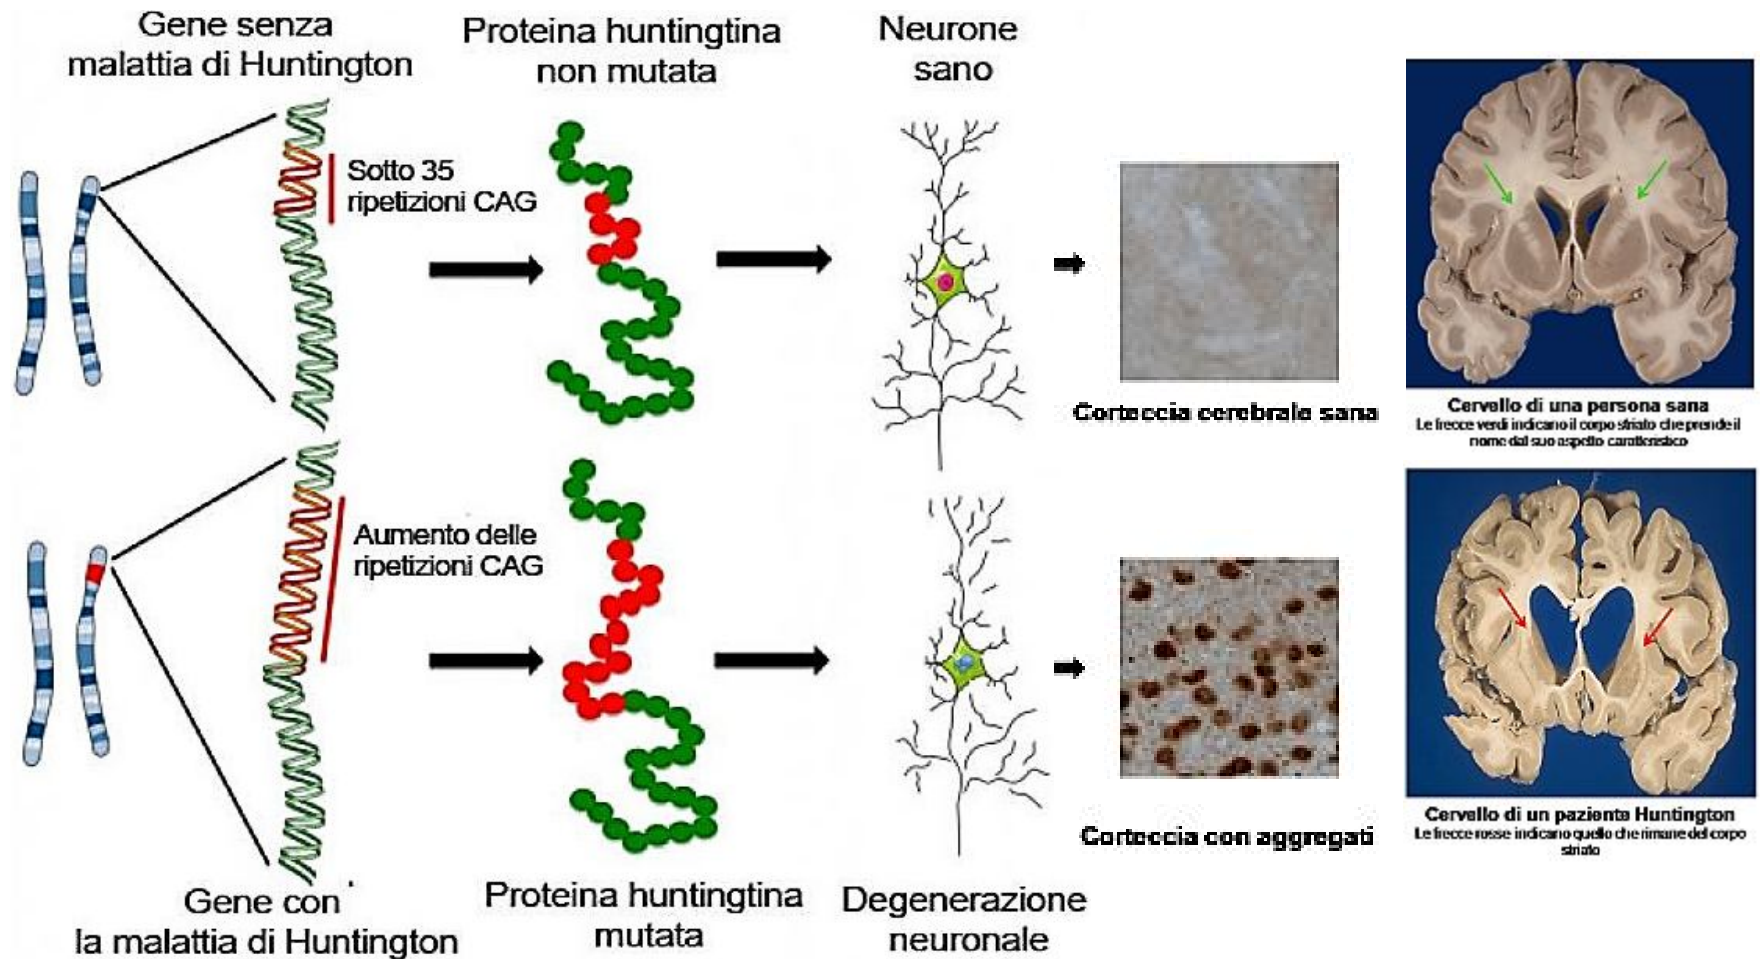 Gene senza
malattia di Huntington
Proteina huntingtina
non mutata
Neurone
sano
Sotto 35
ripetizioni CAG
Corteccia cerebrale sana
Cervello di una persona sana
Le frecce verdi indicano il corpo striato che prende il
nome dal suo aspetto caratteristico
Aumento delle
ripetizioni CAG
Corteccia con aggregati
Cervello di un paziente Huntington
Le frecce rosse indicano quello che rimane del corpo
striato
Gene con
la malattia di Huntington
Proteina huntingtina
mutata
Degenerazione
neuronale